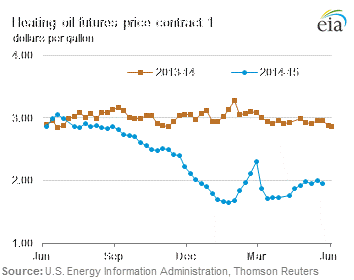 Heating oil futures price contract 1
dollars per gallon
eia
4.00
2013-14
2014-15
3.00
2.00
1.00
Jun
Sep
Dec
Mar
Jun
Source: U.S. Energy Information Administration, Thomson Reuters